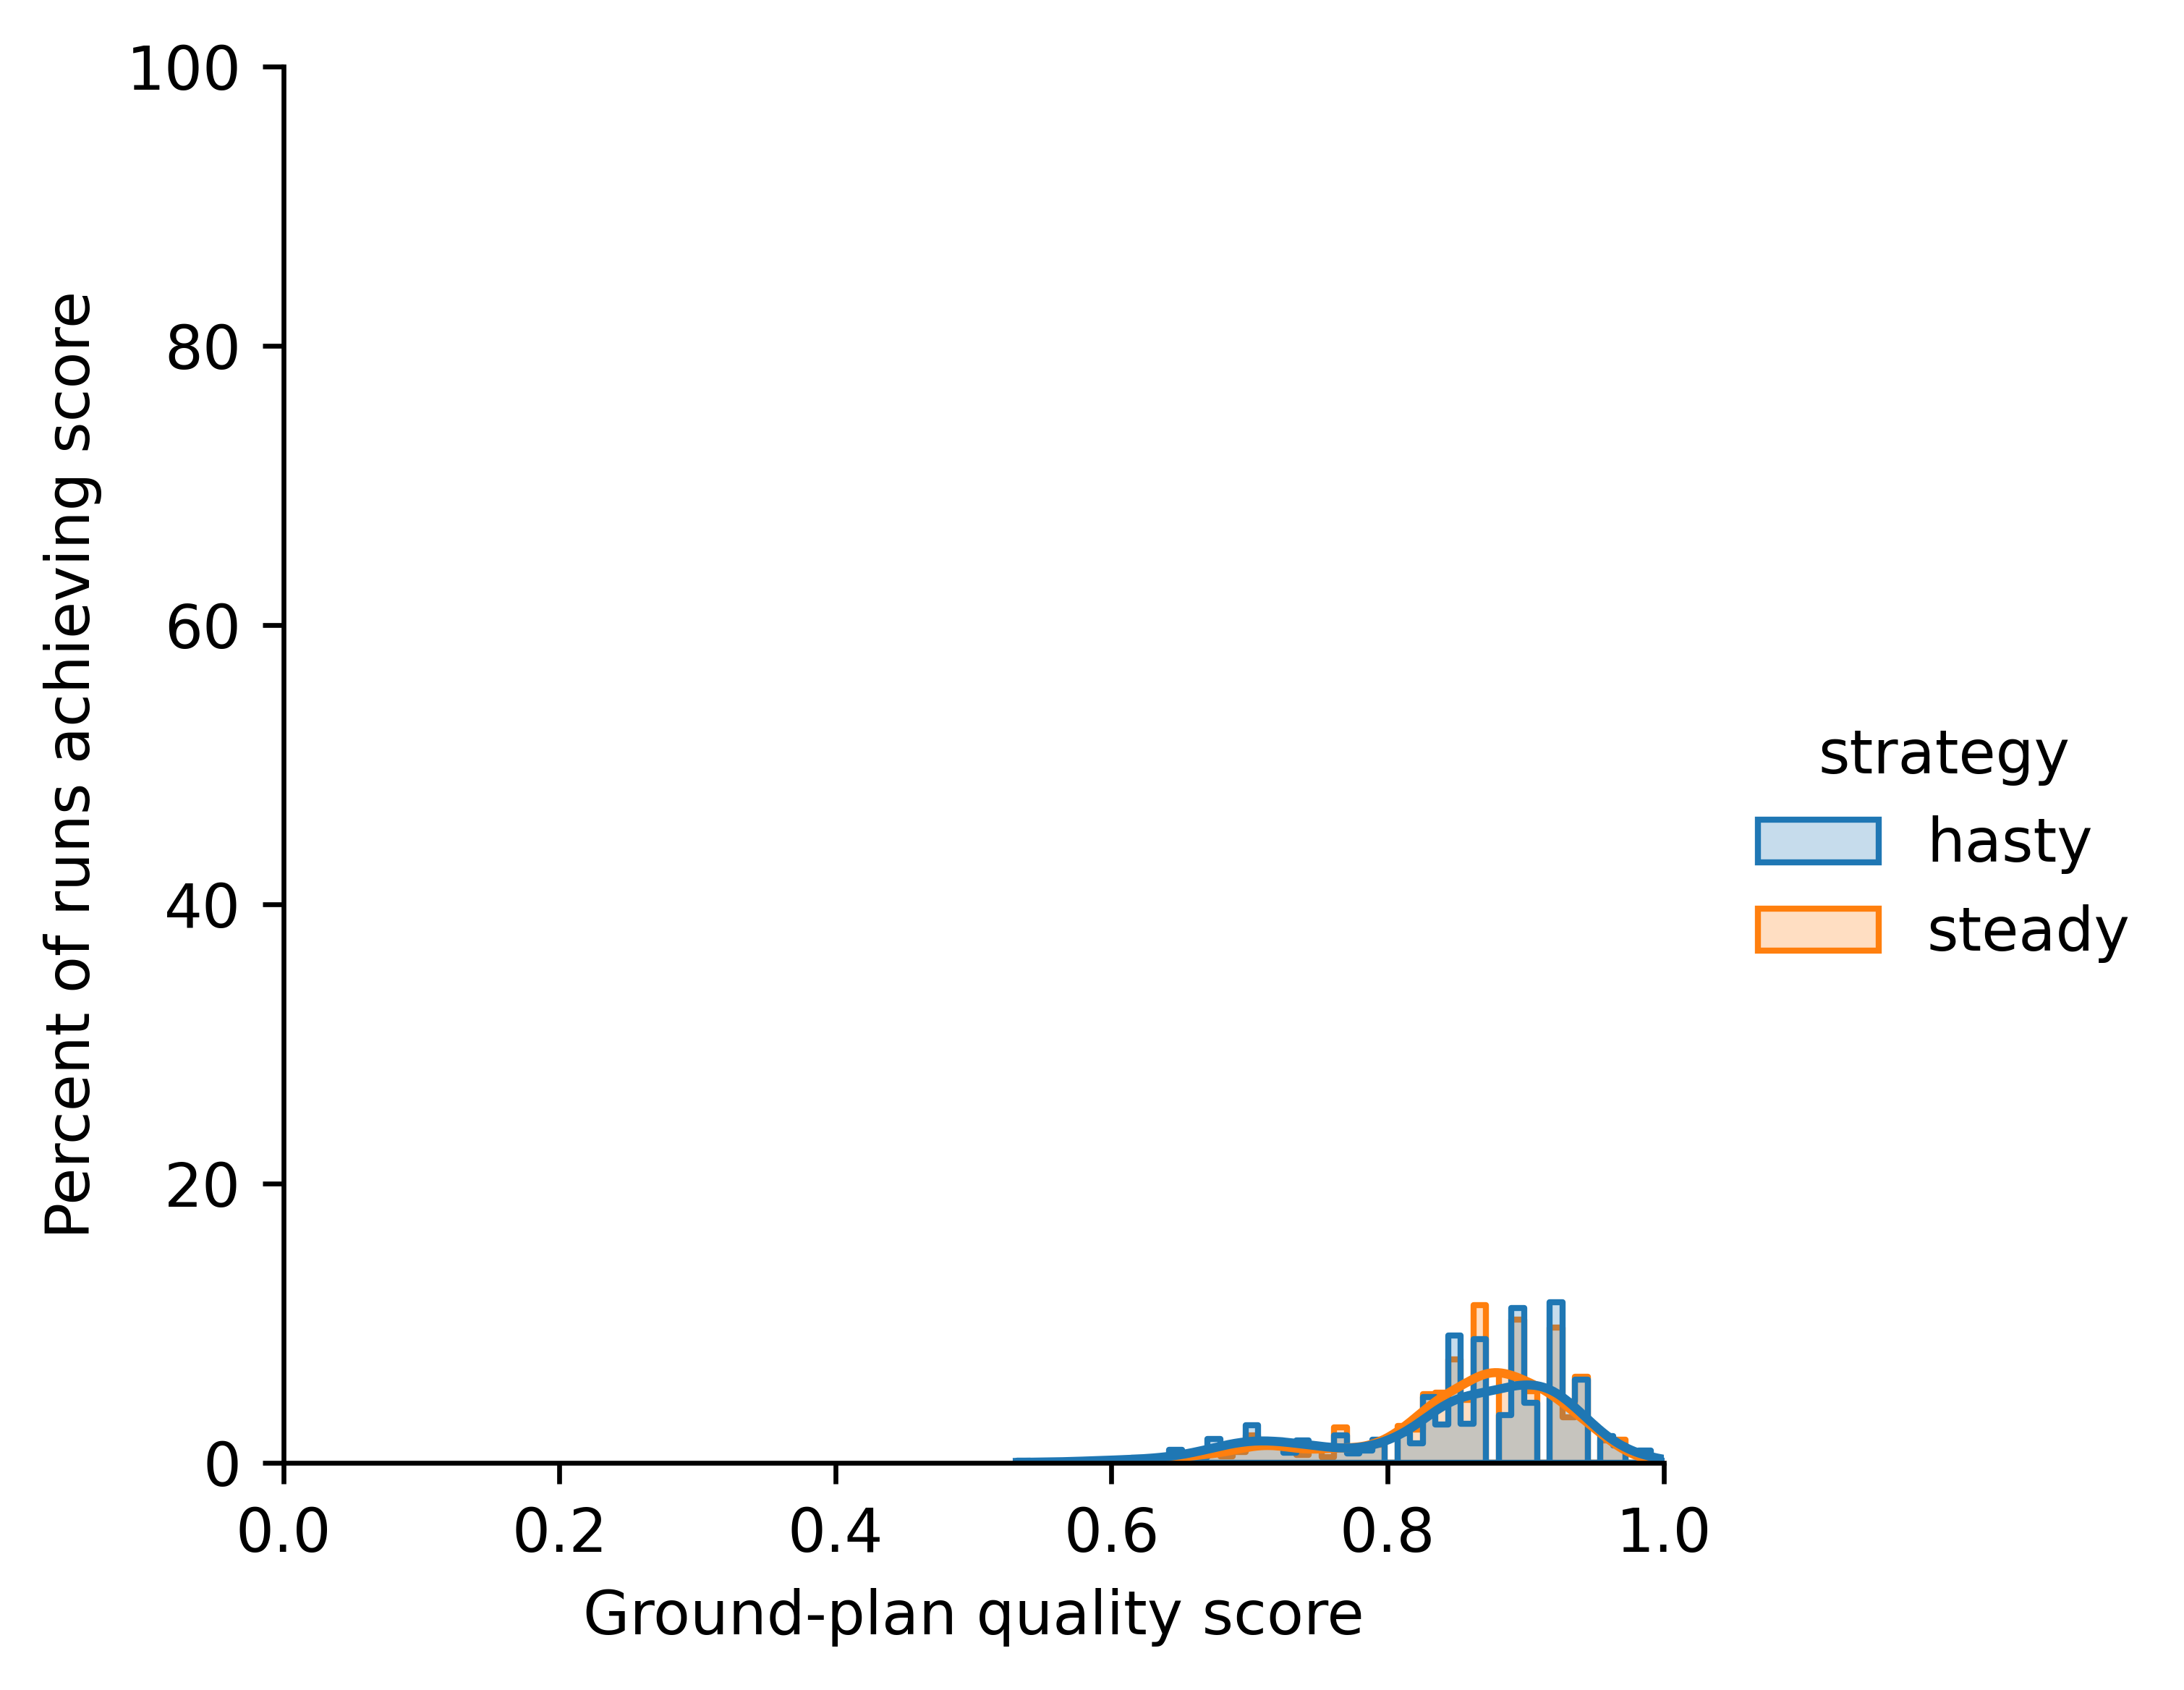 Percent of runs achieving score
100
80
60
40
20
0
0.0 0.2 0.4 0.6 0.8 1.0
Ground-plan quality score
strategy
hasty
steady